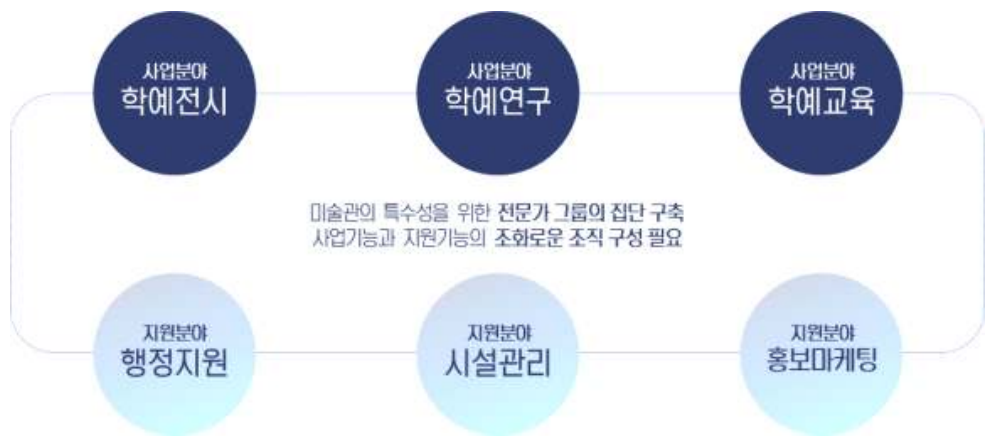 사업분야
학예전시
사업분야
학예연구
사업분야
학예교육
미술관의 특수성을 위한 전문가 그룹의 집단 구축
사업기능과 지원기능의 조화로운 조직 구성 필요
지원분야
행정지원
지원분야
시설관리
지원분야
홍보마케팅